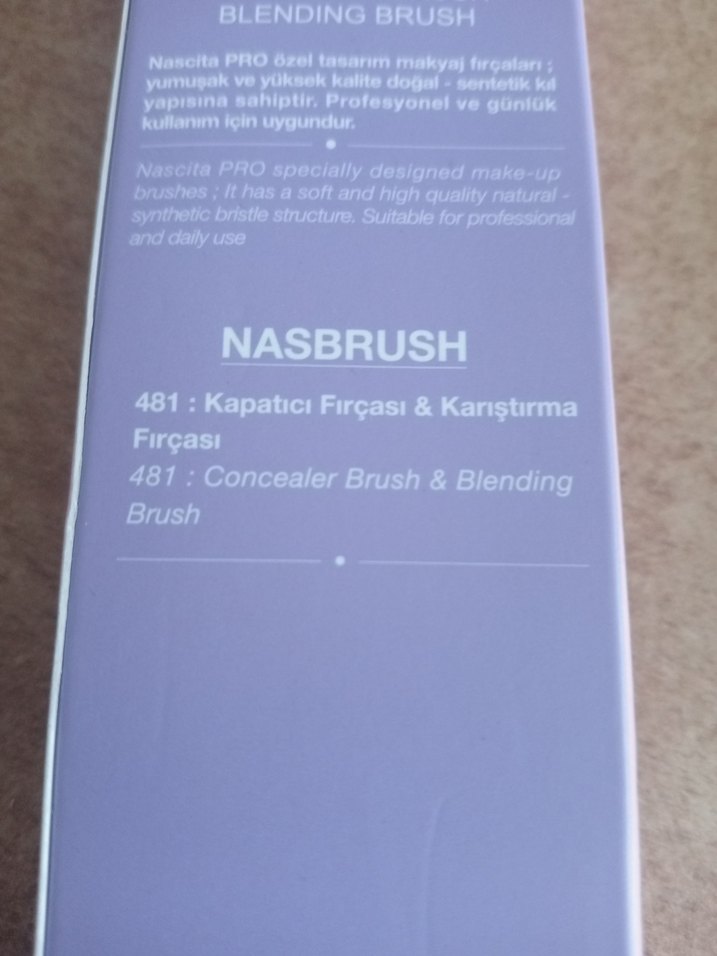 BLENDING BRUSH
Nascita PRO özel tasarım makyaj fırçaları ;
yumuşak ve yüksek kalite doğal - sentetik kıl
yapısına sahiptir. Profesyonel ve günlük
kullanım için uygundur.
Nascita PRO specially designed make-up
brushes ; It has a soft and high quality natural -
synthetic bristle structure. Suitable for professional
and daily use
NASBRUSH
481 : Kapatıcı Fırçası & Karıştırma
Fırçası
481 : Concealer Brush & Blending
Brush